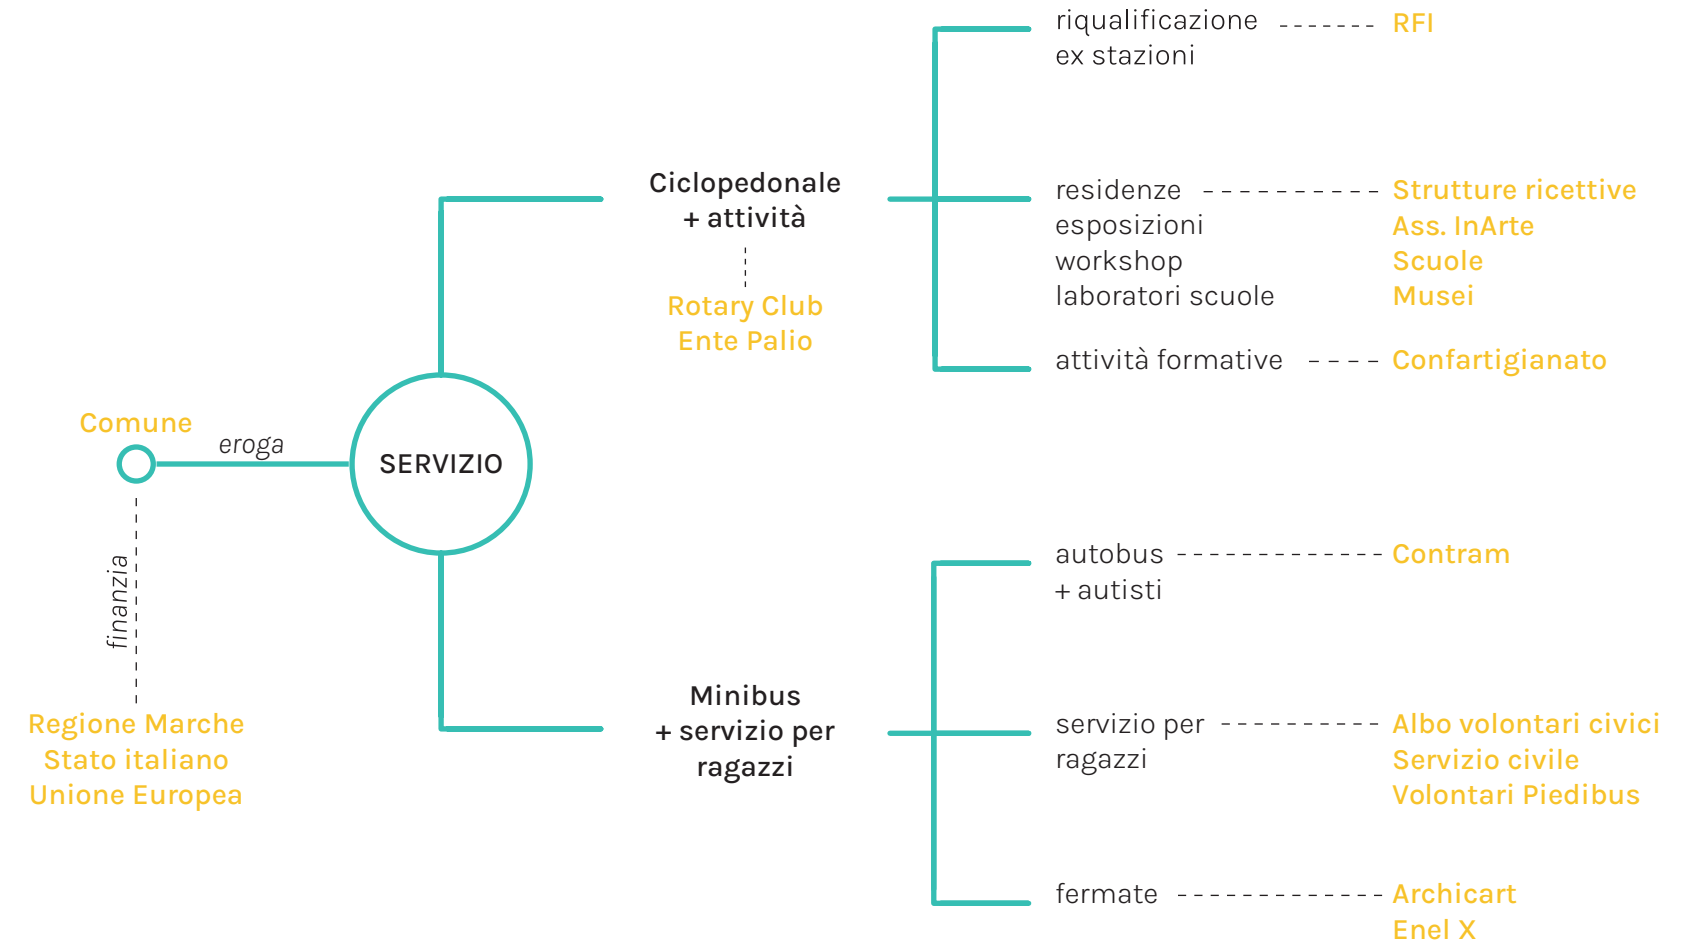 riqualificazione
ex stazioni
RFI
Ciclopedonale
+ attività
Rotary Club
Ente Palio
residenze
esposizioni
workshop
laboratori scuole
Strutture ricettive
Ass. InArte
Scuole
Musei
attività formative
Confartigianato
Comune
eroga
SERVIZIO
finanzia
Regione Marche
Stato italiano
Unione Europea
Minibus
+ servizio per
ragazzi
autobus
+ autisti
Contram
servizio per
ragazzi
Albo volontari civici
Servizio civile
Volontari Piedibus
fermate
Archicart
Enel X